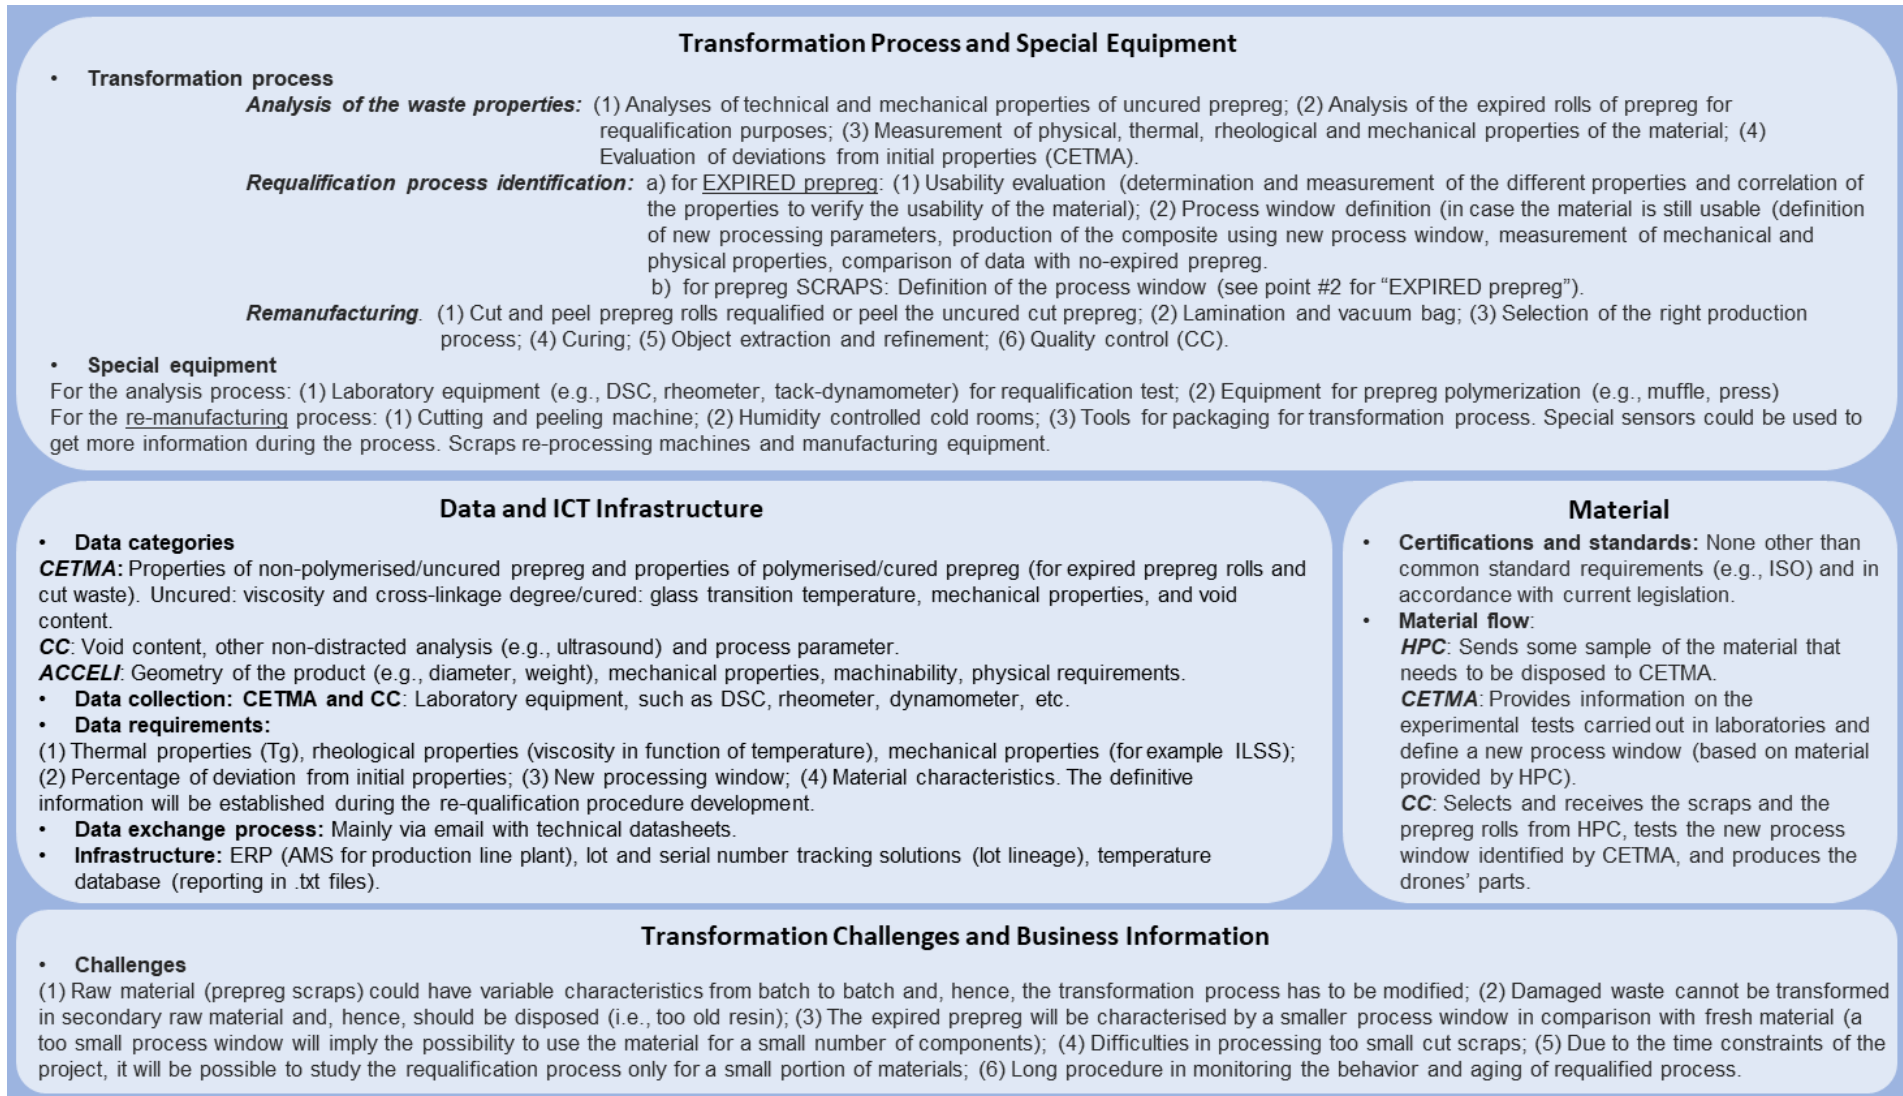 Transformation Process and Special Equipment
• Transformation process
Analysis of the waste properties: (1) Analyses of technical and mechanical properties of uncured prepreg; (2) Analysis of the expired rolls of prepreg for
requalification purposes; (3) Measurement of physical, thermal, rheological and mechanical properties of the material; (4)
Evaluation of deviations from initial properties (CETMA).
Requalification process identification: a) for EXPIRED prepreg: (1) Usability evaluation (determination and measurement of the different properties and correlation of
the properties to verify the usability of the material); (2) Process window definition (in case the material is still usable (definition
of new processing parameters, production of the composite using new process window, measurement of mechanical and
physical properties, comparison of data with no-expired prepreg.
b) for prepreg SCRAPS: Definition of the process window (see point #2 for “EXPIRED prepreg”).
Remanufacturing. (1) Cut and peel prepreg rolls requalified or peel the uncured cut prepreg; (2) Lamination and vacuum bag; (3) Selection of the right production
process; (4) Curing; (5) Object extraction and refinement; (6) Quality control (CC).
• Special equipment
For the analysis process: (1) Laboratory equipment (e.g., DSC, rheometer, tack-dynamometer) for requalification test; (2) Equipment for prepreg polymerization (e.g., muffle, press)
For the re-manufacturing process: (1) Cutting and peeling machine; (2) Humidity controlled cold rooms; (3) Tools for packaging for transformation process. Special sensors could be used to
get more information during the process. Scraps re-processing machines and manufacturing equipment.
Data and ICT Infrastructure
• Data categories
CETMA: Properties of non-polymerised/uncured prepreg and properties of polymerised/cured prepreg (for expired prepreg rolls and
cut waste). Uncured: viscosity and cross-linkage degree/cured: glass transition temperature, mechanical properties, and void
content.
CC: Void content, other non-distracted analysis (e.g., ultrasound) and process parameter.
ACCELI: Geometry of the product (e.g., diameter, weight), mechanical properties, machinability, physical requirements.
• Data collection: CETMA and CC: Laboratory equipment, such as DSC, rheometer, dynamometer, etc.
• Data requirements:
(1) Thermal properties (Tg), rheological properties (viscosity in function of temperature), mechanical properties (for example ILSS);
(2) Percentage of deviation from initial properties; (3) New processing window; (4) Material characteristics. The definitive
information will be established during the re-qualification procedure development.
• Data exchange process: Mainly via email with technical datasheets.
• Infrastructure: ERP (AMS for production line plant), lot and serial number tracking solutions (lot lineage), temperature
database (reporting in .txt files).
Material
• Certifications and standards: None other than
common standard requirements (e.g., ISO) and in
accordance with current legislation.
• Material flow:
HPC: Sends some sample of the material that
needs to be disposed to CETMA.
CETMA: Provides information on the
experimental tests carried out in laboratories and
define a new process window (based on material
provided by HPC).
CC: Selects and receives the scraps and the
prepreg rolls from HPC, tests the new process
window identified by CETMA, and produces the
drones’ parts.
Transformation Challenges and Business Information
• Challenges
(1) Raw material (prepreg scraps) could have variable characteristics from batch to batch and, hence, the transformation process has to be modified; (2) Damaged waste cannot be transformed
in secondary raw material and, hence, should be disposed (i.e., too old resin); (3) The expired prepreg will be characterised by a smaller process window in comparison with fresh material (a
too small process window will imply the possibility to use the material for a small number of components); (4) Difficulties in processing too small cut scraps; (5) Due to the time constraints of the
project, it will be possible to study the requalification process only for a small portion of materials; (6) Long procedure in monitoring the behavior and aging of requalified process.